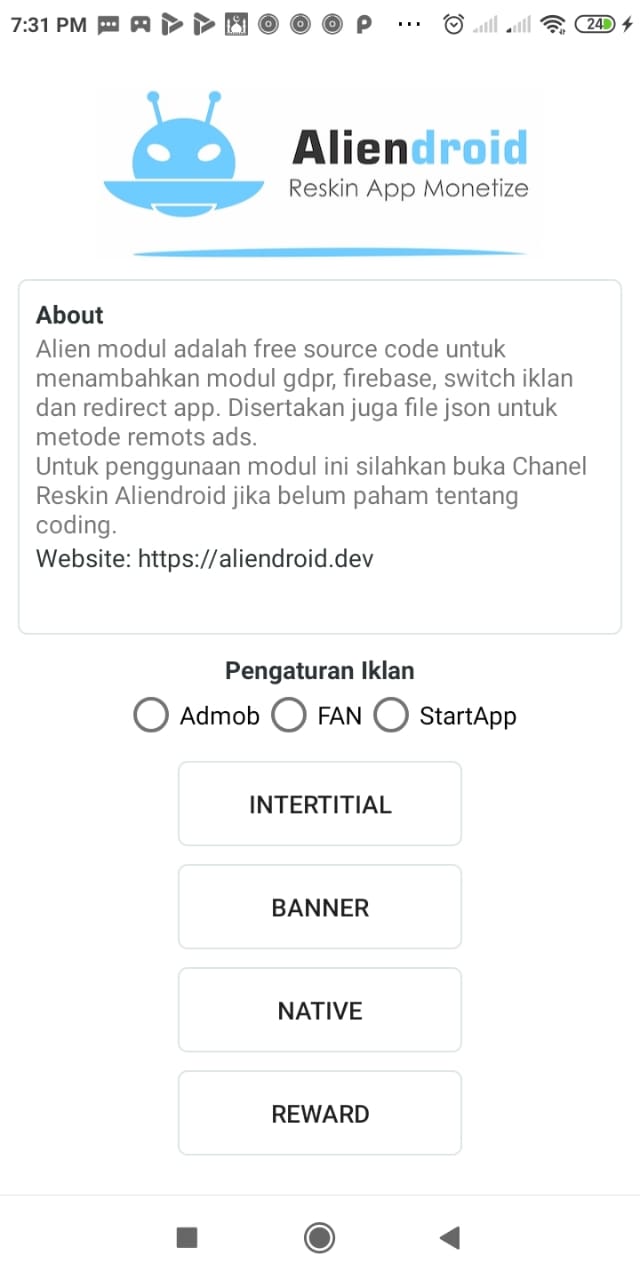 7:31 PM
24
Aliendroid
Reskin App Monetize
About
Alien modul adalah free source code untuk
menambahkan modul gdpr, firebase, switch iklan
dan redirect app. Disertakan juga file json untuk
metode remots ads.
Untuk penggunaan modul ini silahkan buka Chanel
Reskin Aliendroid jika belum paham tentang
coding.
Website: https://aliendroid.dev
Pengaturan Iklan
Admob FAN StartApp
INTERTITIAL
BANNER
NATIVE
REWARD